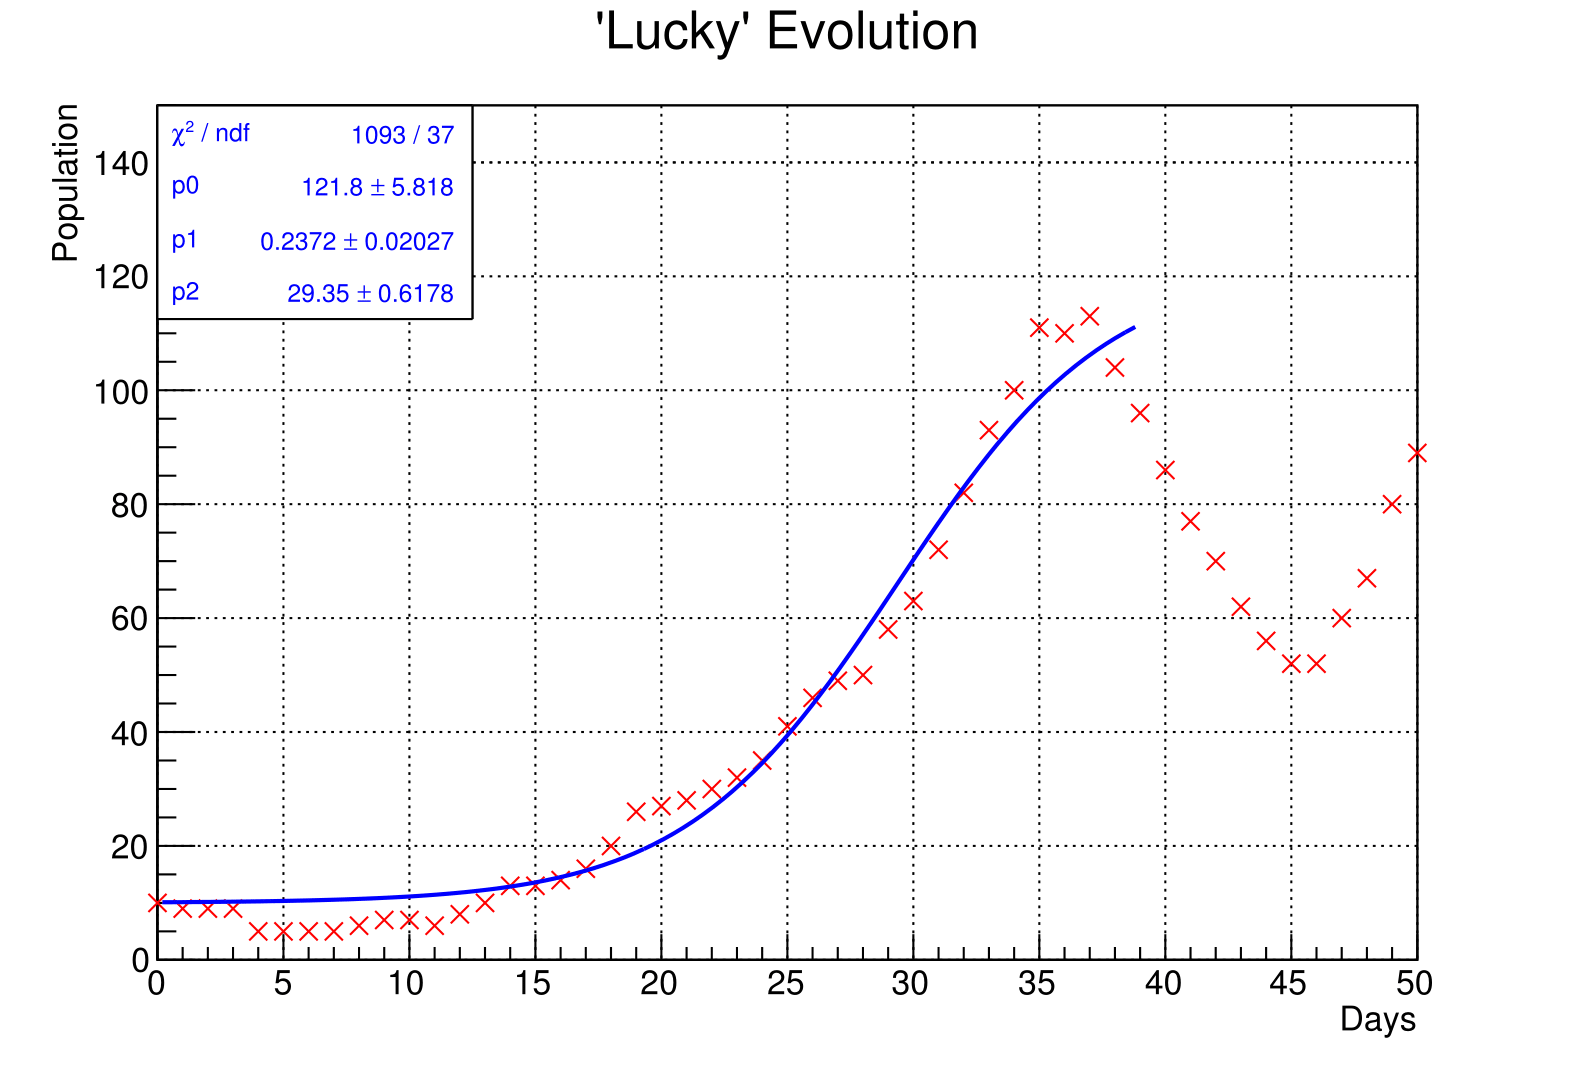 'Lucky' Evolution
Population
χ² / ndf 1093 / 37
p0 121.8 ± 5.818
p1 0.2372 ± 0.02027
p2 29.35 ± 0.6178
140
120
100
80
60
40
20
0
0 5 10 15 20 25 30 35 40 45 50
Days